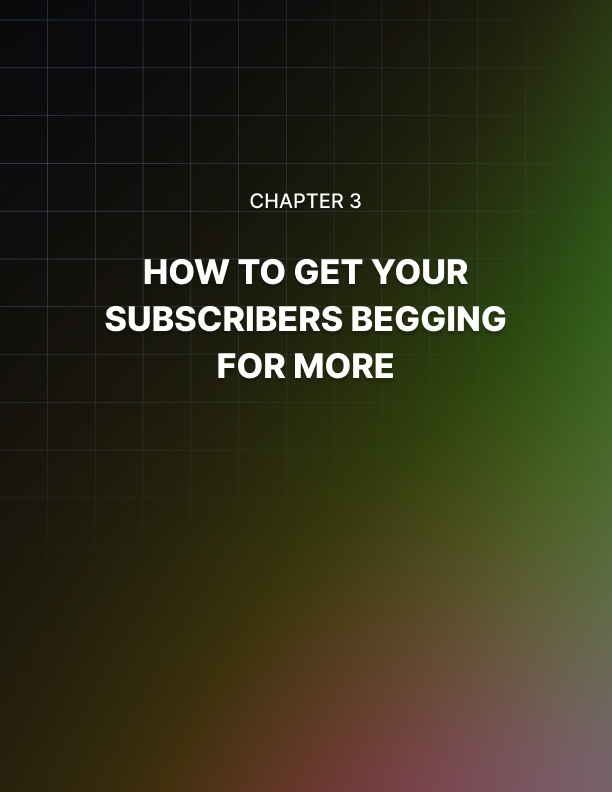 CHAPTER 3
HOW TO GET YOUR
SUBSCRIBERS BEGGING
FOR MORE